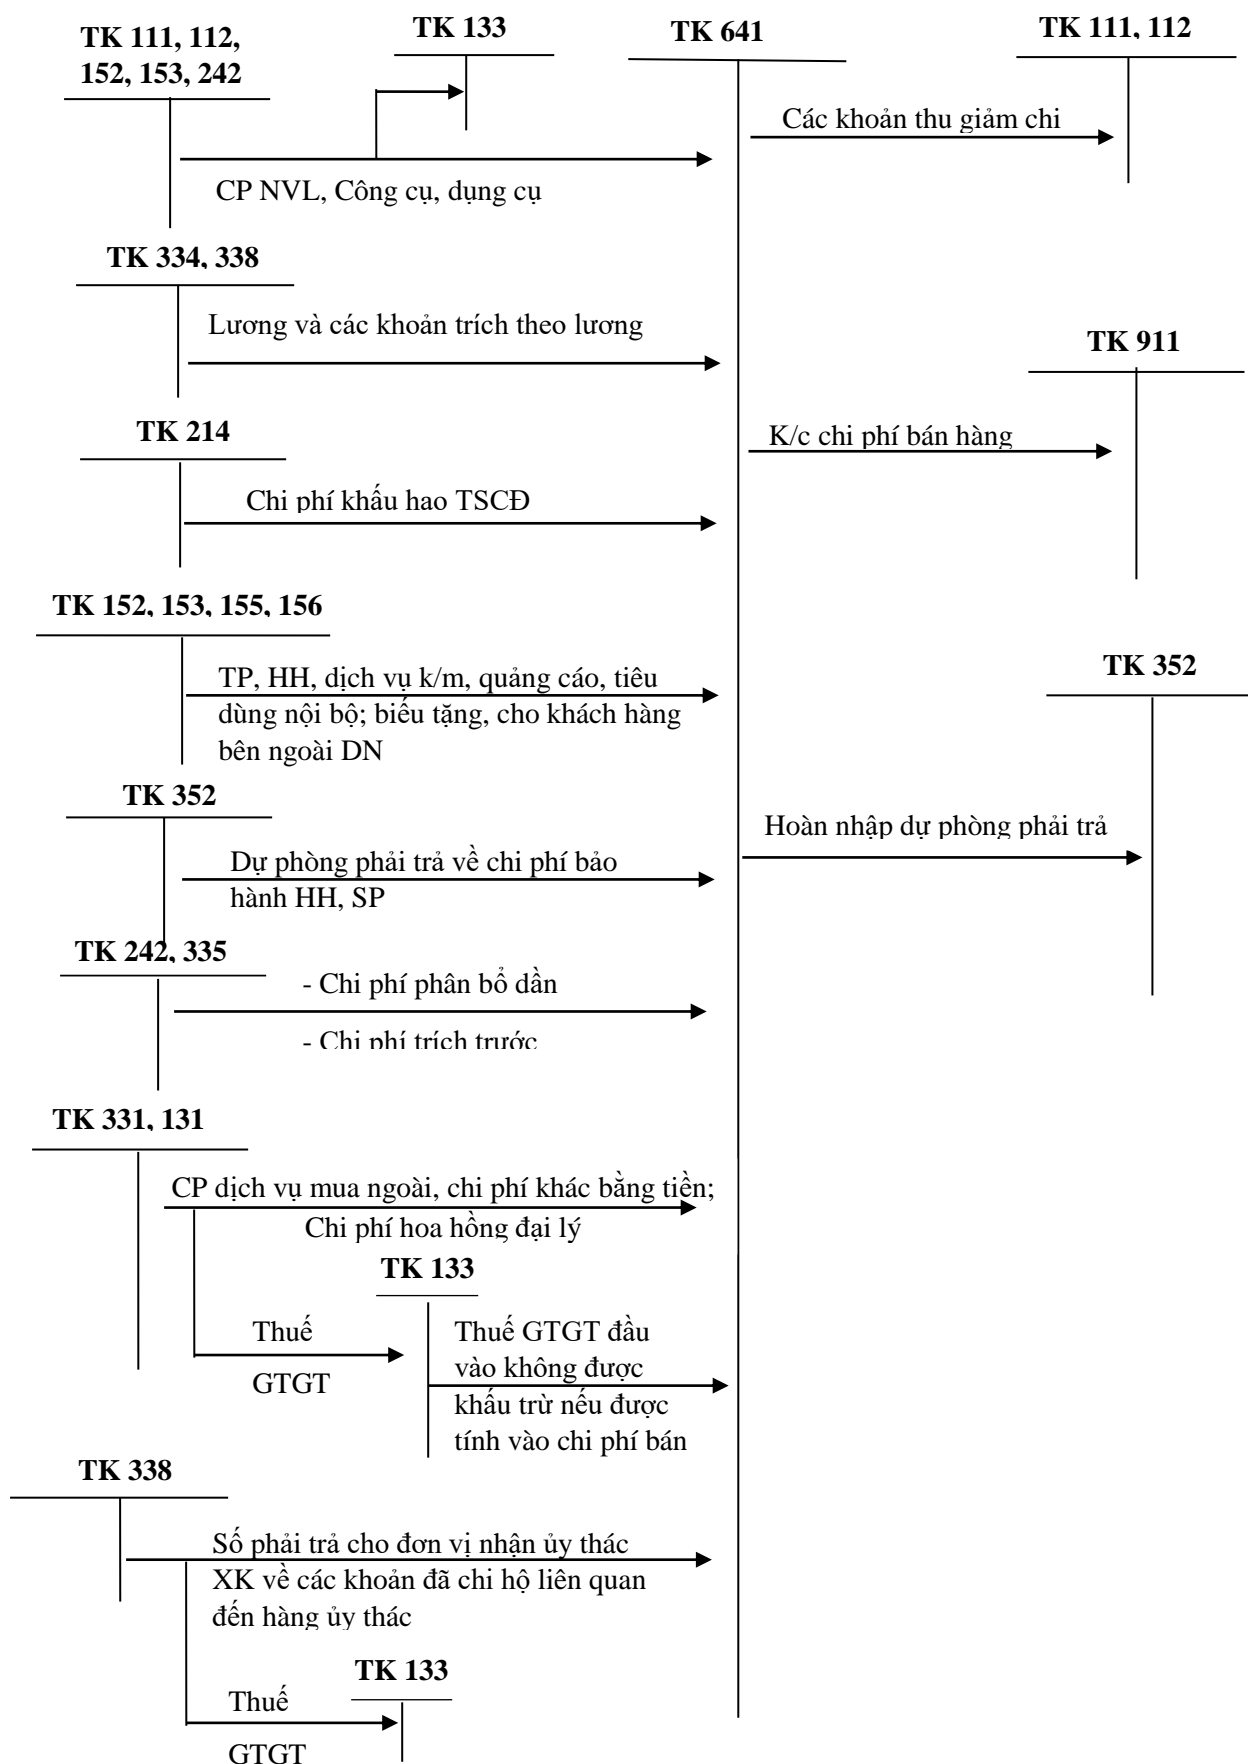 TK 111, 112,
152, 153, 242
TK 133
TK 641
TK 111, 112
Các khoản thu giảm chi
CP NVL, Công cụ, dụng cụ
TK 334, 338
Lương và các khoản trích theo lương
TK 911
TK 214
K/c chi phí bán hàng
Chi phí khấu hao TSCĐ
TK 152, 153, 155, 156
TP, HH, dịch vụ k/m, quảng cáo, tiêu
dùng nội bộ; biếu tặng, cho khách hàng
bên ngoài DN
TK 352
TK 352
Hoàn nhập dự phòng phải trả
Dự phòng phải trả về chi phí bảo
hành HH, SP
TK 242, 335
- Chi phí phân bổ dần
- Chi phí trích trước
TK 331, 131
CP dịch vụ mua ngoài, chi phí khác bằng tiền;
Chi phí hoa hồng đại lý
TK 133
Thuế
GTGT
Thuế GTGT đầu
vào không được
khấu trừ nếu được
tính vào chi phí bán
TK 338
Số phải trả cho đơn vị nhận ủy thác
XK về các khoản đã chi hộ liên quan
đến hàng ủy thác
TK 133
Thuế
GTGT